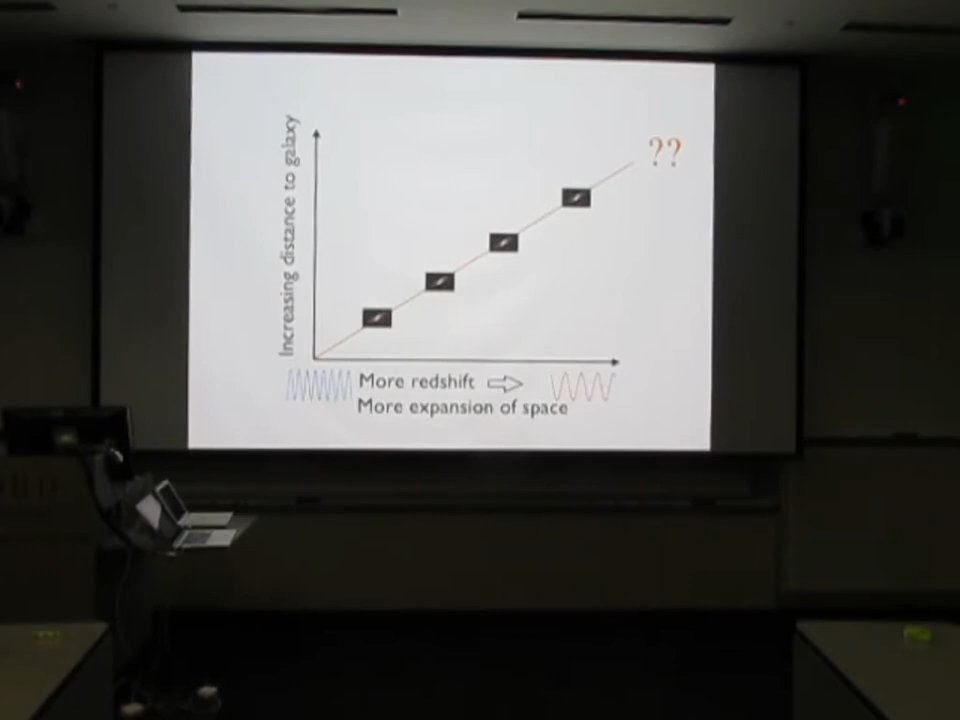 Increasing distance to galaxy
??
More redshift
More expansion of space